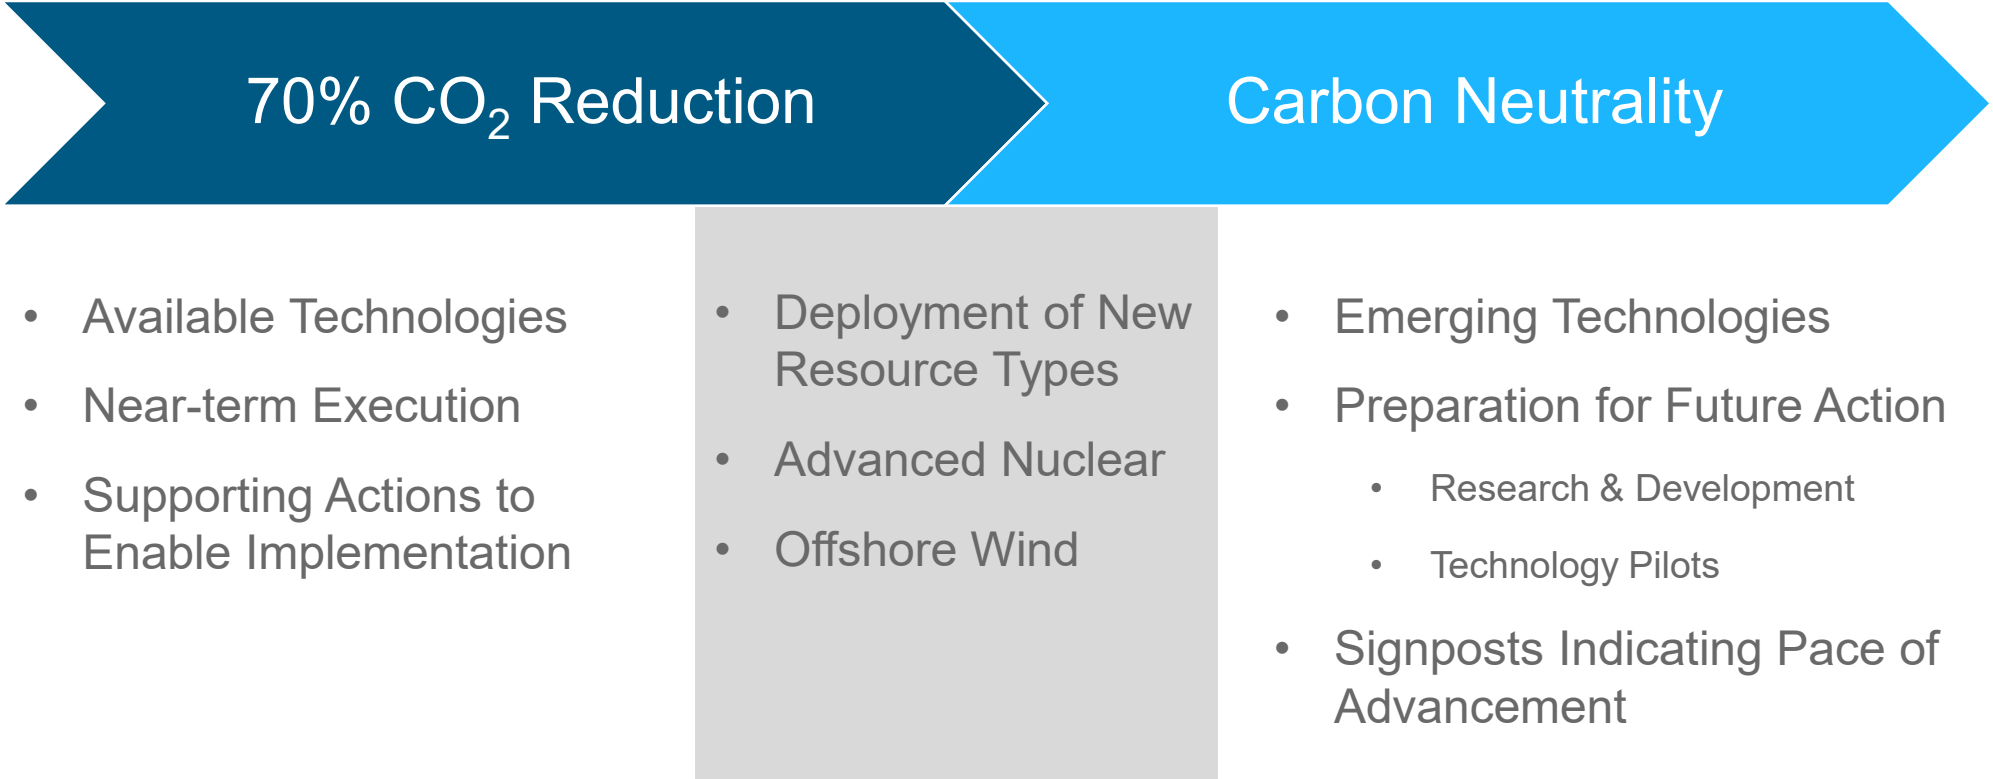 70% CO₂ Reduction
Carbon Neutrality
• Available Technologies
• Near-term Execution
• Supporting Actions to
Enable Implementation
• Deployment of New
Resource Types
• Advanced Nuclear
• Offshore Wind
• Emerging Technologies
• Preparation for Future Action
• Research & Development
• Technology Pilots
• Signposts Indicating Pace of
Advancement